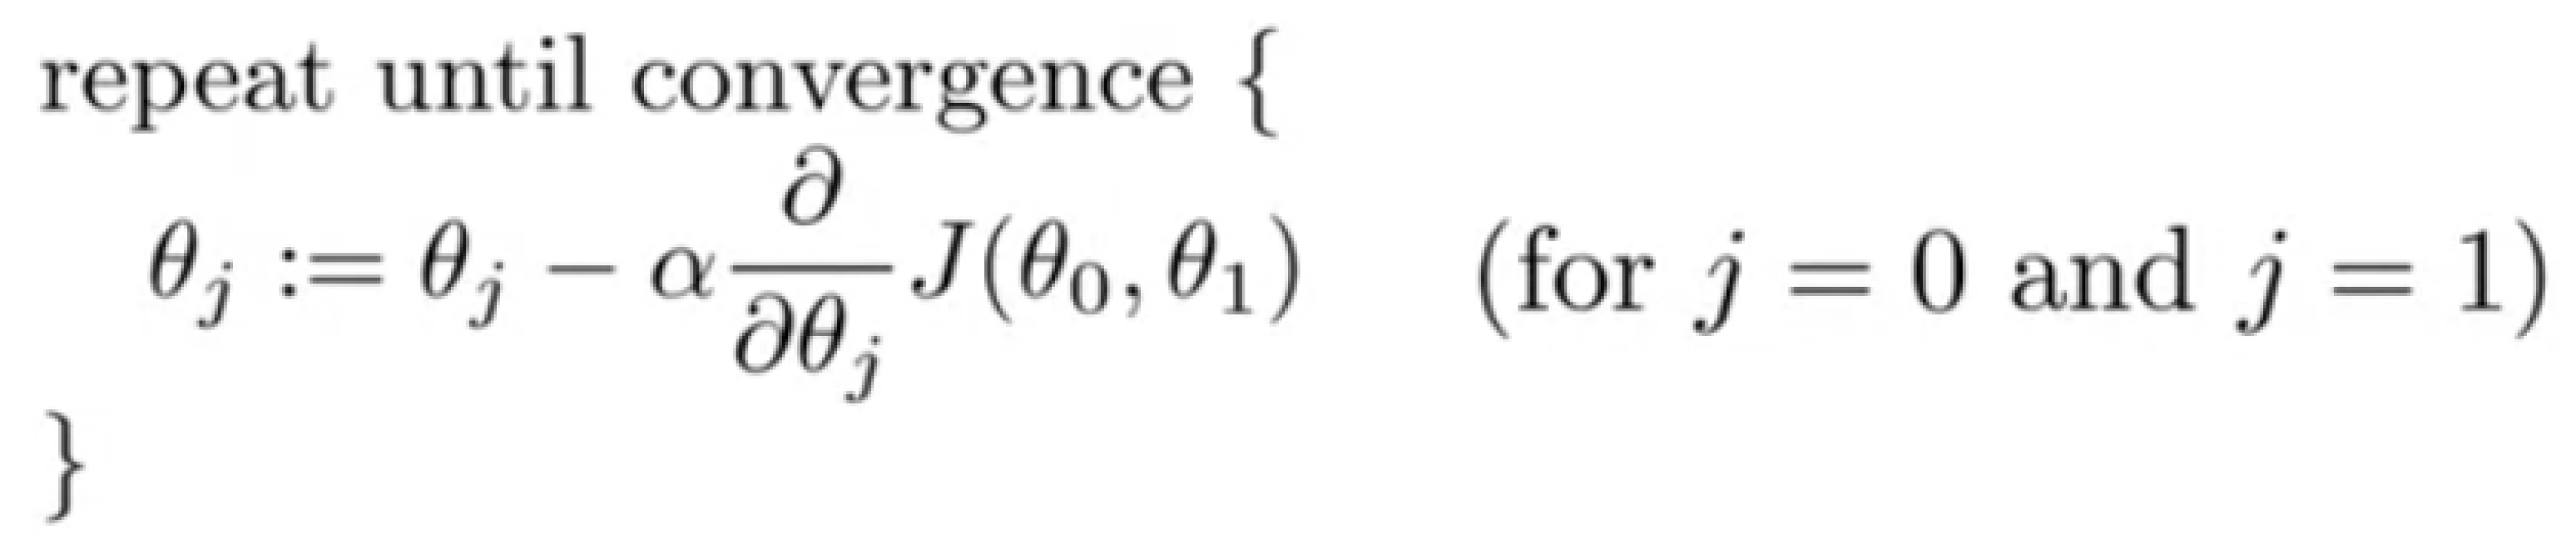 repeat until convergence {
θ_j := θ_j − α ∂/∂θ_j J(θ_0, θ_1) (for j = 0 and j = 1)
}